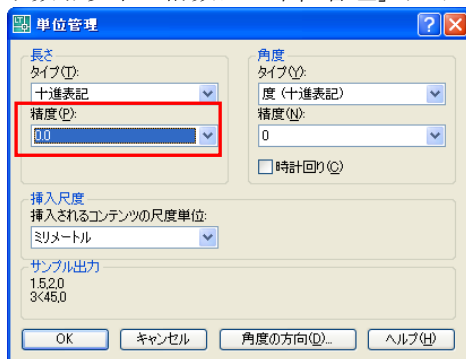 単位管理
長さ
タイプ(T):
十進表記
精度(P):
0.0
角度
タイプ(Y):
度 (十進表記)
精度(N):
0
時計回り(C)
挿入尺度
挿入されるコンテンツの尺度単位:
ミリメートル
サンプル出力
1.5,2,0
3<45,0
OK
キャンセル
角度の方向(D)...
ヘルプ(H)